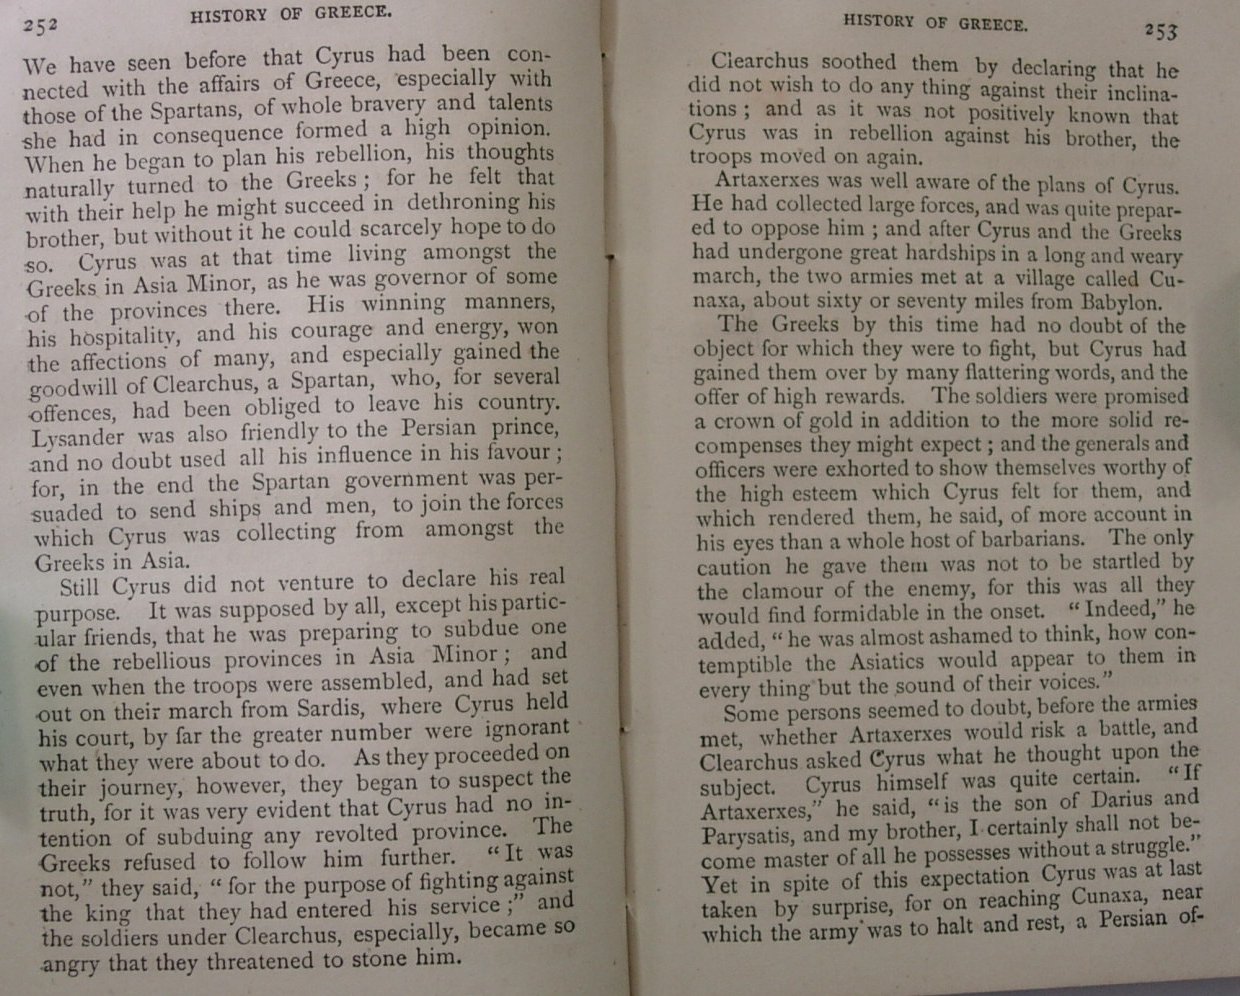 252
HISTORY OF GREECE.
We have seen before that Cyrus had been con-
nected with the affairs of Greece, especially with
those of the Spartans, of whole bravery and talents
she had in consequence formed a high opinion.
When he began to plan his rebellion, his thoughts
naturally turned to the Greeks ; for he felt that
with their help he might succeed in dethroning his
brother, but without it he could scarcely hope to do
so. Cyrus was at that time living amongst the
Greeks in Asia Minor, as he was governor of some
of the provinces there. His winning manners,
his hospitality, and his courage and energy, won
the affections of many, and especially gained the
goodwill of Clearchus, a Spartan, who, for several
offences, had been obliged to leave his country.
Lysander was also friendly to the Persian prince,
and no doubt used all his influence in his favour ;
for, in the end the Spartan government was per-
suaded to send ships and men, to join the forces
which Cyrus was collecting from amongst the
Greeks in Asia.
Still Cyrus did not venture to declare his real
purpose. It was supposed by all, except his partic-
ular friends, that he was preparing to subdue one
of the rebellious provinces in Asia Minor ; and
even when the troops were assembled, and had set
out on their march from Sardis, where Cyrus held
his court, by far the greater number were ignorant
what they were about to do. As they proceeded on
their journey, however, they began to suspect the
truth, for it was very evident that Cyrus had no in-
tention of subduing any revolted province. The
Greeks refused to follow him further. "It was
not," they said, "for the purpose of fighting against
the king that they had entered his service ;" and
the soldiers under Clearchus, especially, became so
angry that they threatened to stone him.
HISTORY OF GREECE.
253
Clearchus soothed them by declaring that he
did not wish to do any thing against their inclina-
tions ; and as it was not positively known that
Cyrus was in rebellion against his brother, the
troops moved on again.
Artaxerxes was well aware of the plans of Cyrus.
He had collected large forces, and was quite prepar-
ed to oppose him ; and after Cyrus and the Greeks
had undergone great hardships in a long and weary
march, the two armies met at a village called Cu-
naxa, about sixty or seventy miles from Babylon.
The Greeks by this time had no doubt of the
object for which they were to fight, but Cyrus had
gained them over by many flattering words, and the
offer of high rewards. The soldiers were promised
a crown of gold in addition to the more solid re-
compenses they might expect ; and the generals and
officers were exhorted to show themselves worthy of
the high esteem which Cyrus felt for them, and
which rendered them, he said, of more account in
his eyes than a whole host of barbarians. The only
caution he gave them was not to be startled by
the clamour of the enemy, for this was all they
would find formidable in the onset. "Indeed," he
added, "he was almost ashamed to think, how con-
temptible the Asiatics would appear to them in
every thing but the sound of their voices."
Some persons seemed to doubt, before the armies
met, whether Artaxerxes would risk a battle, and
Clearchus asked Cyrus what he thought upon the
subject. Cyrus himself was quite certain. "If
Artaxerxes," he said, "is the son of Darius and
Parysatis, and my brother, I certainly shall not be-
come master of all he possesses without a struggle."
Yet in spite of this expectation Cyrus was at last
taken by surprise, for on reaching Cunaxa, near
which the army was to halt and rest, a Persian of-